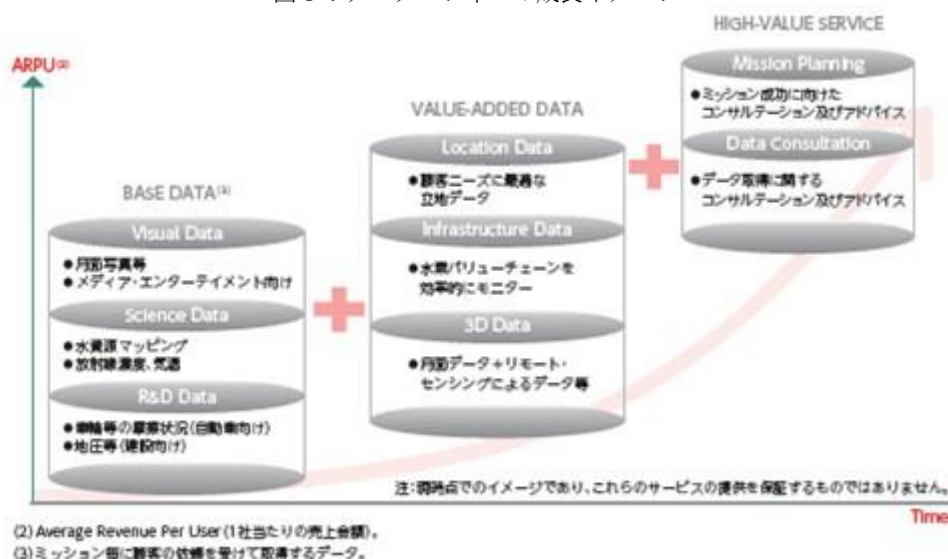 HIGH-VALUE SERVICE
Mission Planning
●ミッション成功に向けた
コンサルテーション及びアドバイス
Data Consultation
●データ取得に関する
コンサルテーション及びアドバイス
VALUE-ADDED DATA
Location Data
●顧客ニーズに最適な
立地データ
Infrastructure Data
●水素バリューチェーンを
効率的にモニター
3D Data
●月面データ+リモート・
センシングによるデータ等
BASE DATA(3)
Visual Data
●月面写真等
●メディア・エンターテイメント向け
Science Data
●水資源マッピング
●放射線濃度、気温
R&D Data
●車輪等の摩擦状況(自動車向け)
●地圧等(建設向け)
ARPU(2)
注:現時点でのイメージであり、これらのサービスの提供を保証するものではありません。
Time
(2) Average Revenue Per User(1社当たりの売上金額)。
(3)ミッション毎に顧客の依頼を受けて取得するデータ。